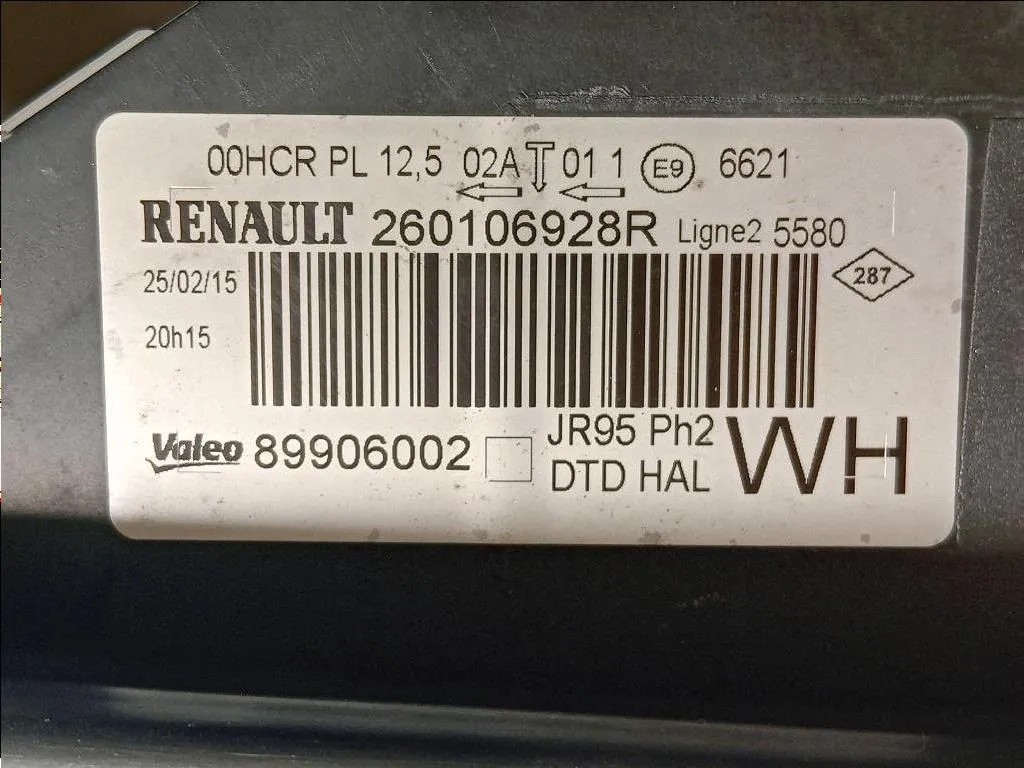 00HCR PL 12,5 02A 01 1 E9 6621
RENAULT 260106928R Ligne2 5580
25/02/15
287
20h15
Valeo 89906002
JR95 Ph2
DTD HAL
WH